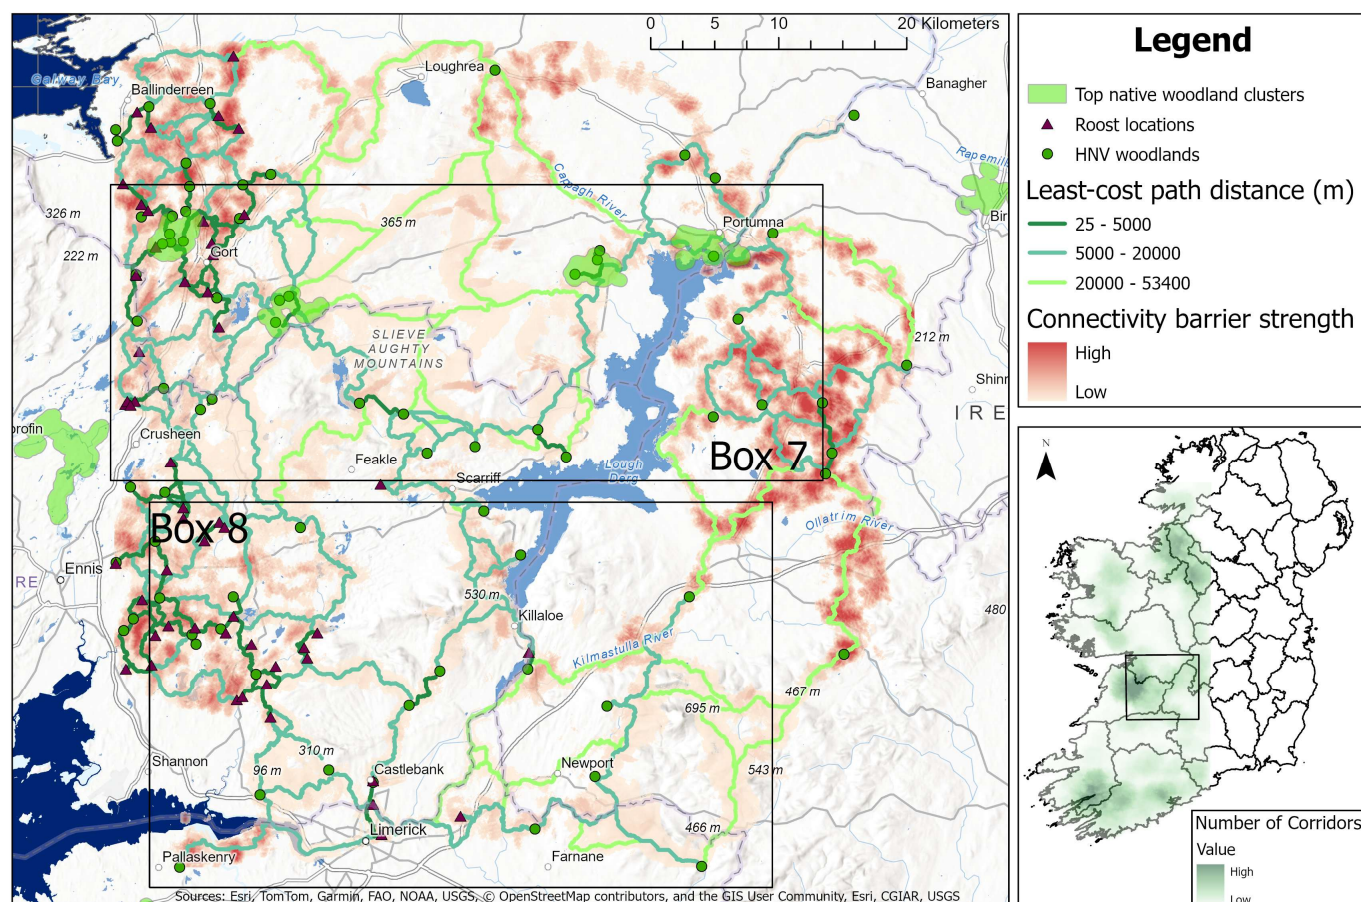 0 5 10 20 Kilometers
Galway Bay
Ballinderreen
Loughrea
Banagher
Cappagh River
326 m
365 m
Portumna
Bir
222 m
Gort
SLIEVE
AUGHTY
MOUNTAINS
212 m
Shinr
IRE
Crusheen
Feakle
Scarriff
Lough
Derg
Box 7
Box 8
Ollatrim River
Ennis
RE
530 m
Killaloe
480
Kilmastulla River
467 m
695 m
310 m
Shannon
96 m
Castlebank
Newport
543 m
Limerick
466 m
Pallaskenry
Farnane
Sources: Esri, TomTom, Garmin, FAO, NOAA, USGS, © OpenStreetMap contributors, and the GIS User Community, Esri, CGIAR, USGS
Legend
Top native woodland clusters
Roost locations
HNV woodlands
Least-cost path distance (m)
25 - 5000
5000 - 20000
20000 - 53400
Connectivity barrier strength
High
Low
N
Number of Corridors
Value
High
Low